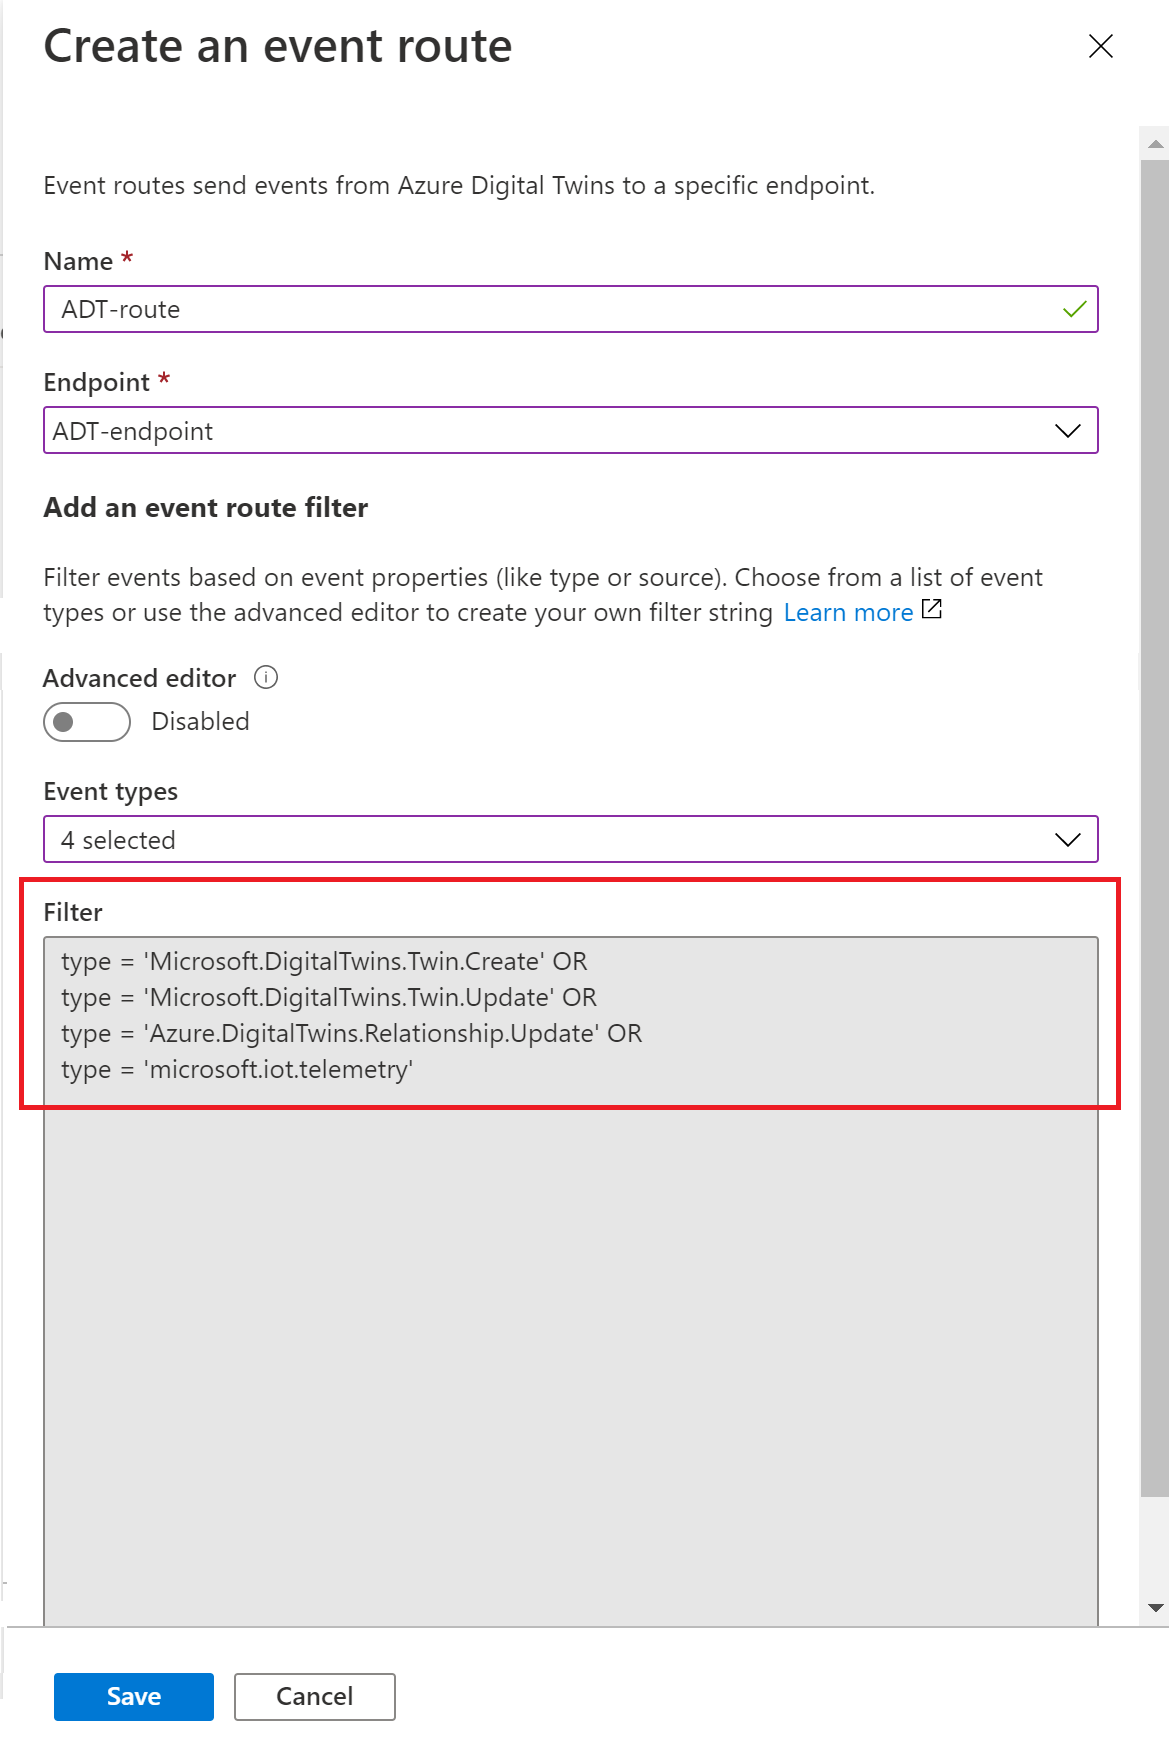 Create an event route
Event routes send events from Azure Digital Twins to a specific endpoint.
Name *
ADT-route
Endpoint *
ADT-endpoint
Add an event route filter
Filter events based on event properties (like type or source). Choose from a list of event
types or use the advanced editor to create your own filter string Learn more
Advanced editor
Disabled
Event types
4 selected
Filter
type = 'Microsoft.DigitalTwins.Twin.Create' OR
type = 'Microsoft.DigitalTwins.Twin.Update' OR
type = 'Azure.DigitalTwins.Relationship.Update' OR
type = 'microsoft.iot.telemetry'
Save
Cancel